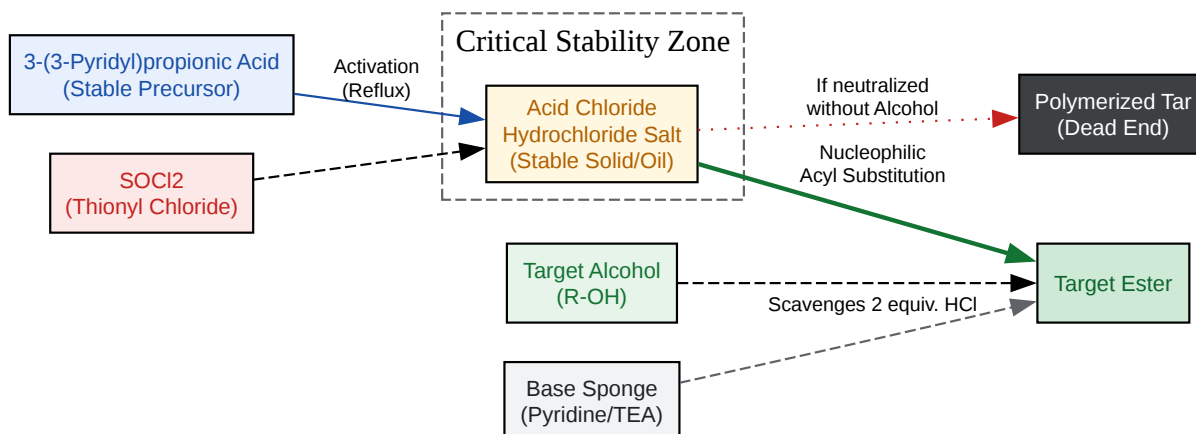 3-(3-Pyridyl)propionic Acid
(Stable Precursor)
Activation
(Reflux)
SOCl2
(Thionyl Chloride)
Critical Stability Zone
Acid Chloride
Hydrochloride Salt
(Stable Solid/Oil)
If neutralized
without Alcohol
Polymerized Tar
(Dead End)
Nucleophilic
Acyl Substitution
Target Alcohol
(R-OH)
Scavenges 2 equiv. HCl
Target Ester
Base Sponge
(Pyridine/TEA)